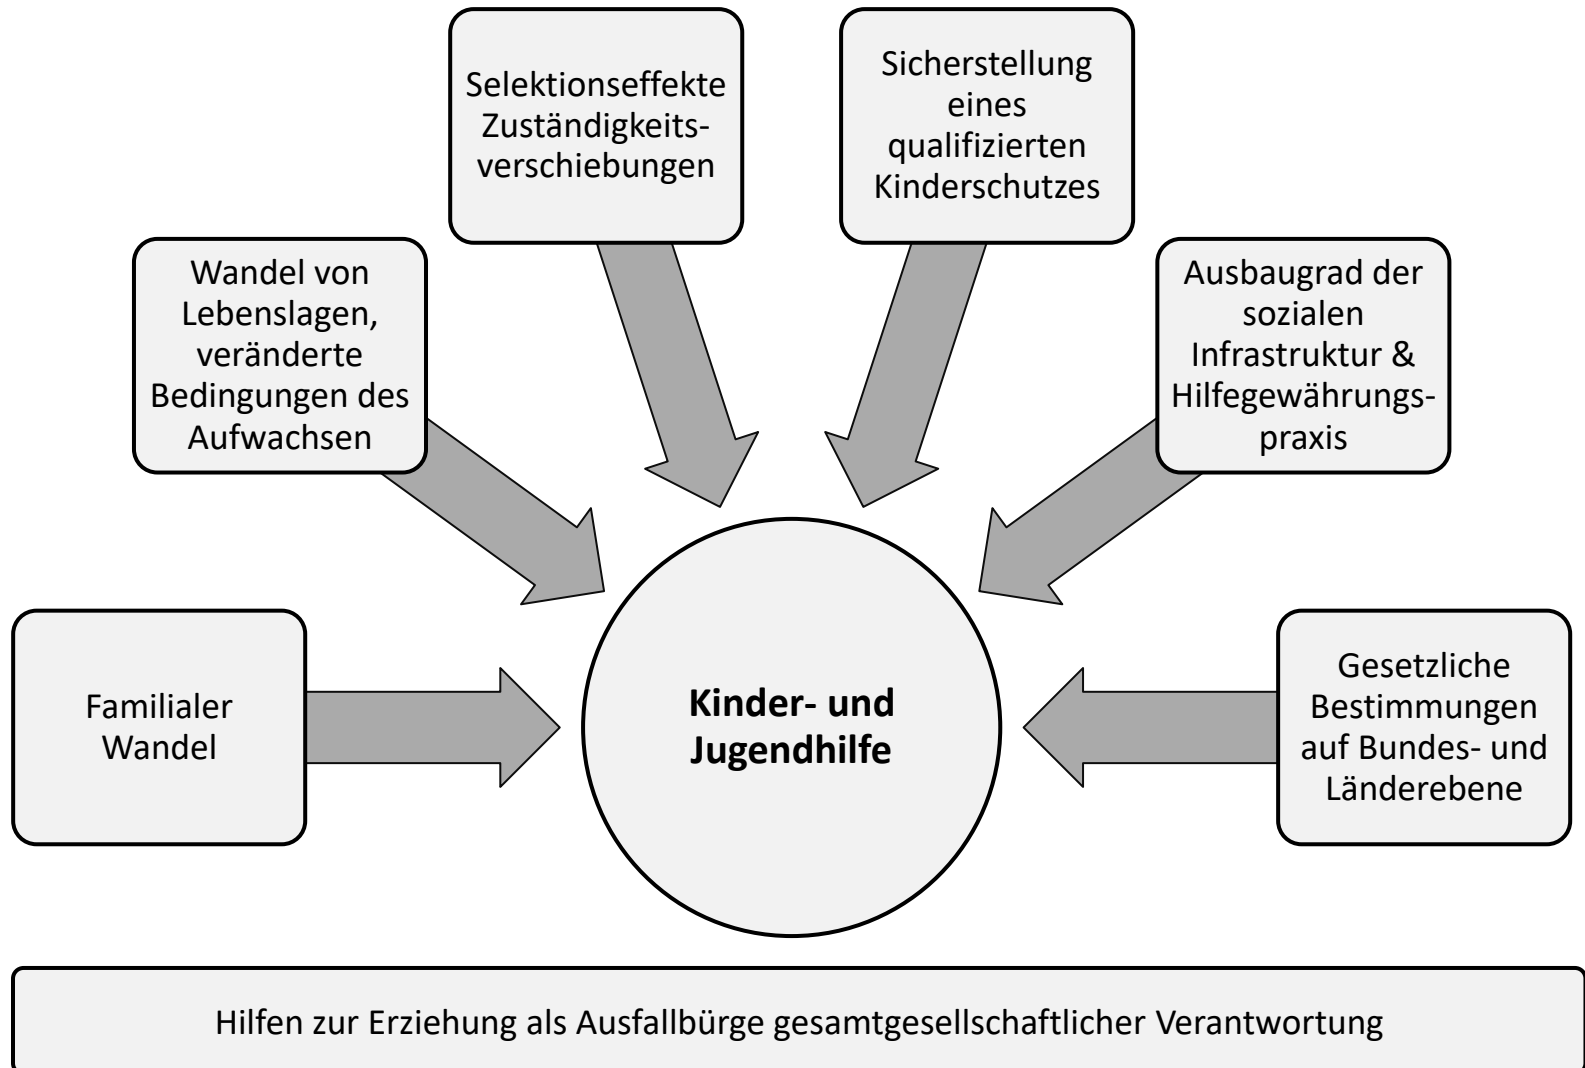 Selektionseffekte
Zuständigkeits-
verschiebungen
Sicherstellung
eines
qualifizierten
Kinderschutzes
Wandel von
Lebenslagen,
veränderte
Bedingungen des
Aufwachsen
Ausbaugrad der
sozialen
Infrastruktur &
Hilfegewährungs-
praxis
Familialer
Wandel
Kinder- und
Jugendhilfe
Gesetzliche
Bestimmungen
auf Bundes- und
Länderebene
Hilfen zur Erziehung als Ausfallbürge gesamtgesellschaftlicher Verantwortung